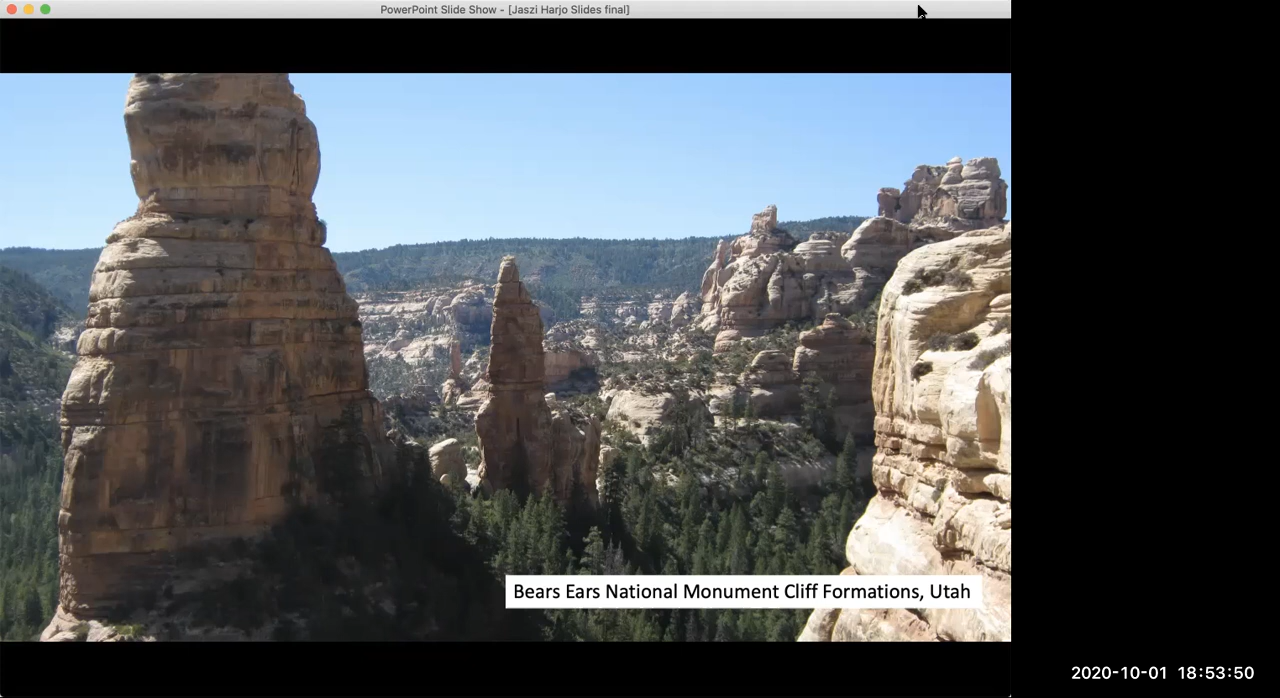 PowerPoint Slide Show - [Jaszi Harjo Slides final]
Bears Ears National Monument Cliff Formations, Utah
2020-10-01 18:53:50